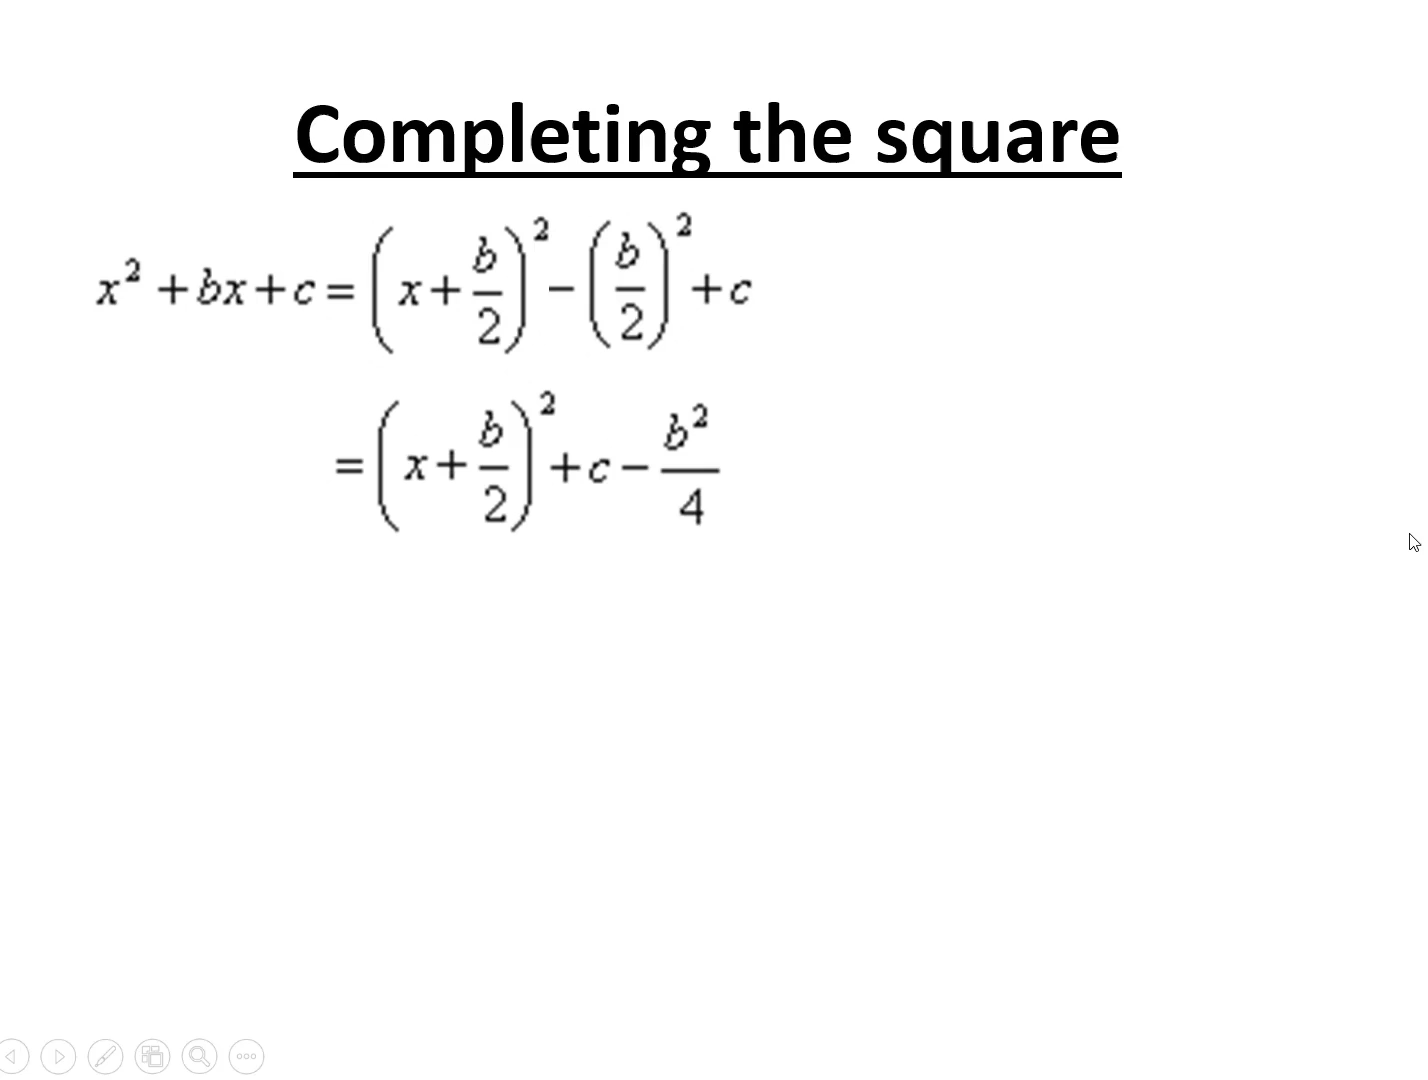 Completing the square
x² + bx + c = (x + b/2)² − (b/2)² + c
= (x + b/2)² + c − b²/4